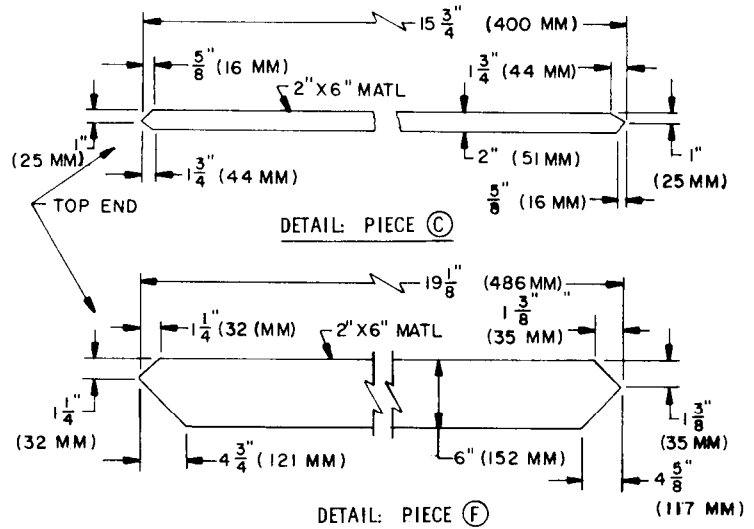 15 3/4" (400 MM)
5/8" (16 MM)
1 3/4" (44 MM)
2" X 6" MATL
1"
(25 MM)
2" (51 MM)
1"
(25 MM)
1 3/4" (44 MM)
5/8" (16 MM)
TOP END
DETAIL: PIECE C
19 1/8" (486 MM)
1 1/4" (32 (MM)
2" X 6" MATL
1 3/8" "
(35 MM)
1 1/4"
(32 MM)
1 3/8"
(35 MM)
4 3/4" (121 MM)
6" (152 MM)
4 5/8"
(117 MM)
DETAIL: PIECE F